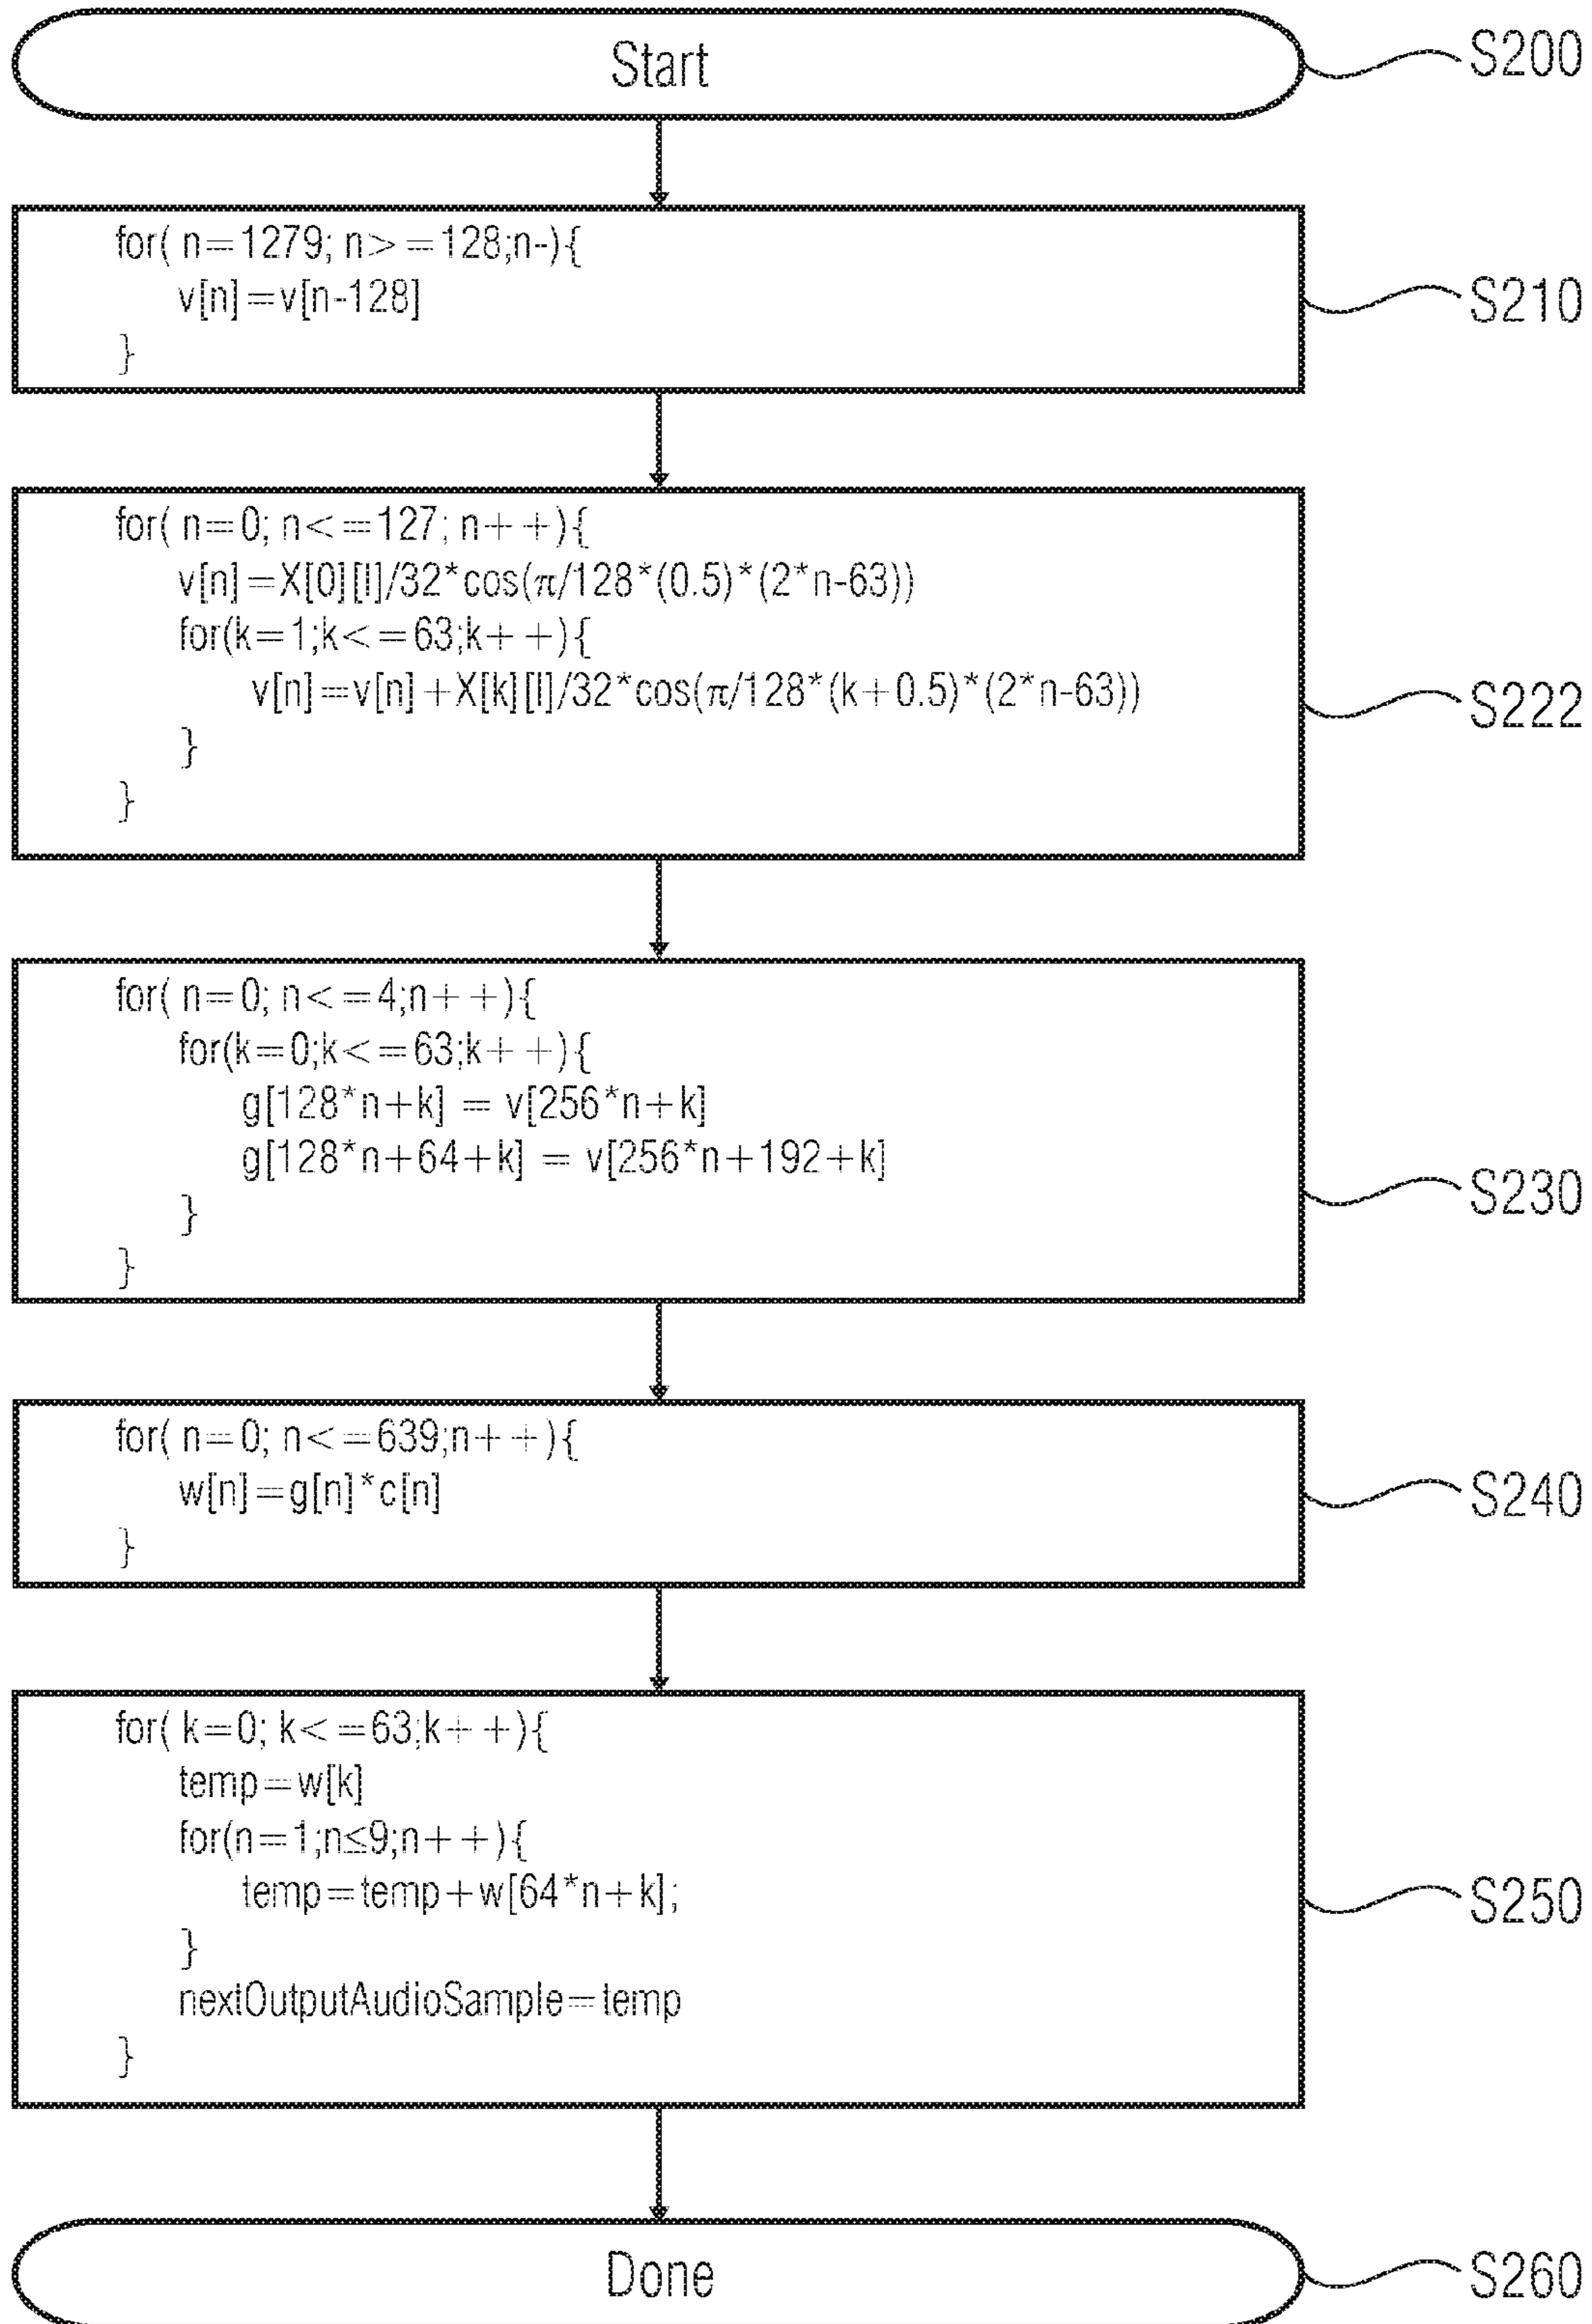 Start
S200
for( n=1279; n>=128;n-){
v[n]=v[n-128]
}
S210
for( n=0; n<=127; n++){
v[n]=X[0][l]/32*cos(π/128*(0.5)*(2*n-63))
for(k=1;k<=63;k++){
v[n]=v[n]+X[k][l]/32*cos(π/128*(k+0.5)*(2*n-63))
}
}
S222
for( n=0; n<=4;n++){
for(k=0;k<=63;k++){
g[128*n+k] = v[256*n+k]
g[128*n+64+k] = v[256*n+192+k]
}
}
S230
for( n=0; n<=639;n++){
w[n]=g[n]*c[n]
}
S240
for( k=0; k<=63;k++){
temp=w[k]
for(n=1;n≤9;n++){
temp=temp+w[64*n+k];
}
nextOutputAudioSample=temp
}
S250
Done
S260